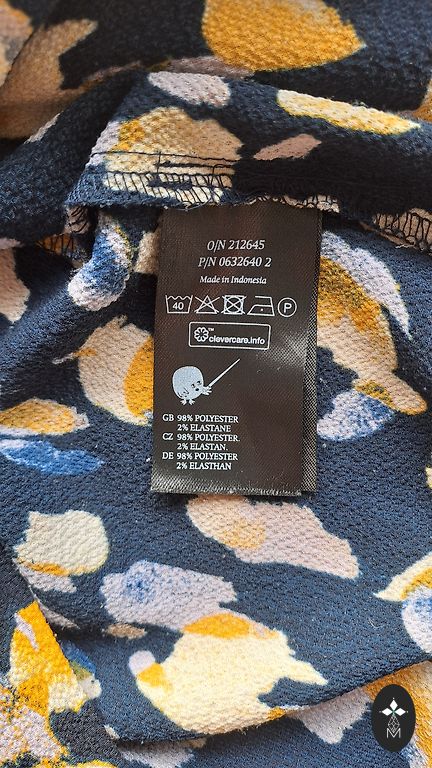 O/N 212645
P/N 0632640 2
Made in Indonesia
40 P
clevercare.info
GB 98% POLYESTER
2% ELASTANE
CZ 98% POLYESTER.
2% ELASTAN.
DE 98% POLYESTER
2% ELASTHAN